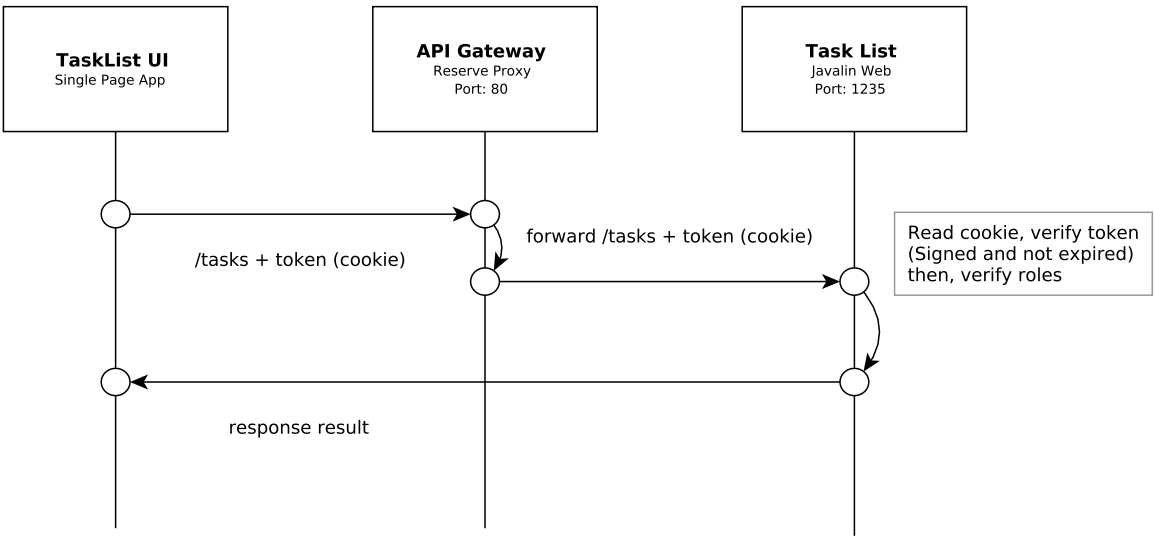 TaskList UI
Single Page App
API Gateway
Reserve Proxy
Port: 80
Task List
Javalin Web
Port: 1235
/tasks + token (cookie)
forward /tasks + token (cookie)
Read cookie, verify token
(Signed and not expired)
then, verify roles
response result